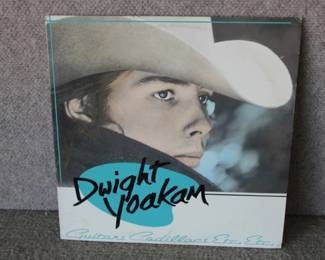 Dwight
Yoakam
Guitars, Cadillacs, Etc., Etc.